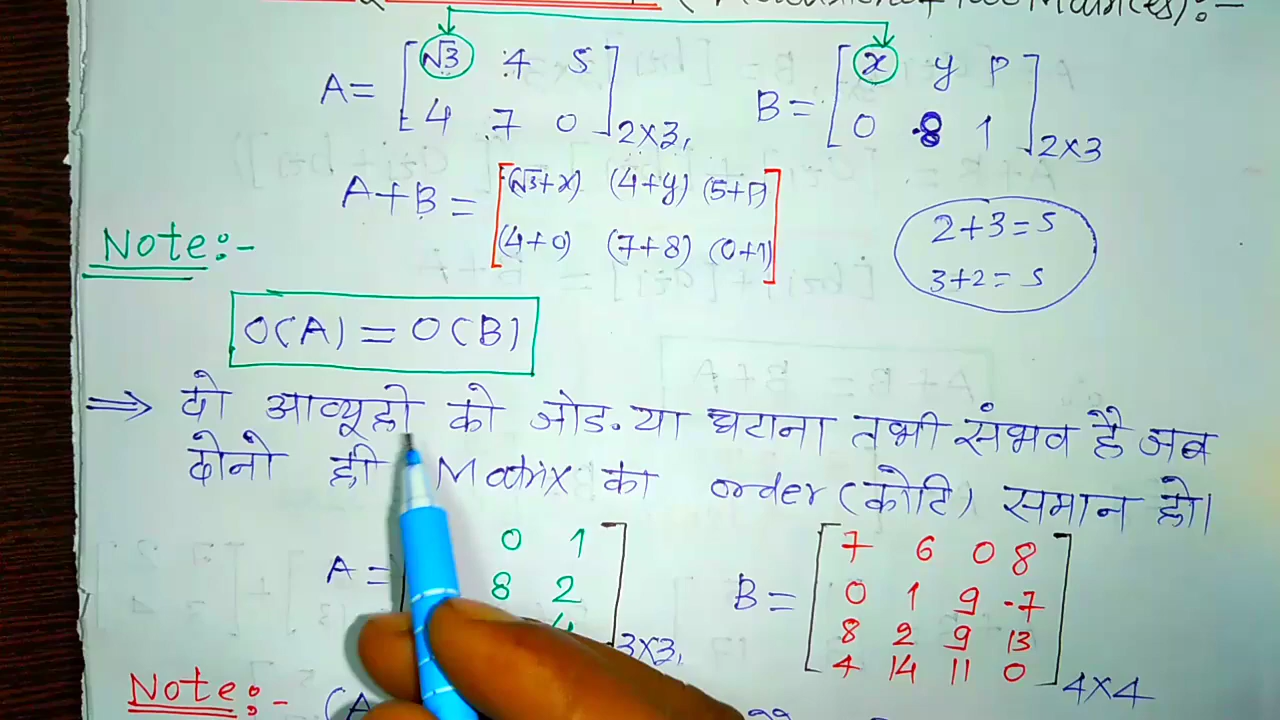 Matrices):-
A = [√3 4 5
4 7 0]2×3,
B = [x y P
0 8 1]2×3
A+B = [(√3+x) (4+y) (5+P)
(4+0) (7+8) (0+1)]
2+3=5
3+2=5
Note:-
O(A) = O(B)
⇒ दो आव्यूहो को जोड. या घटाना तभी संभव है जब
दोनो ही Matrix का order (कोटि) समान हो।
A = [0 1
8 2
4]3×3,
B = [7 6 0 8
0 1 9 -7
8 2 9 13
4 14 11 0]4×4
Note:- (A